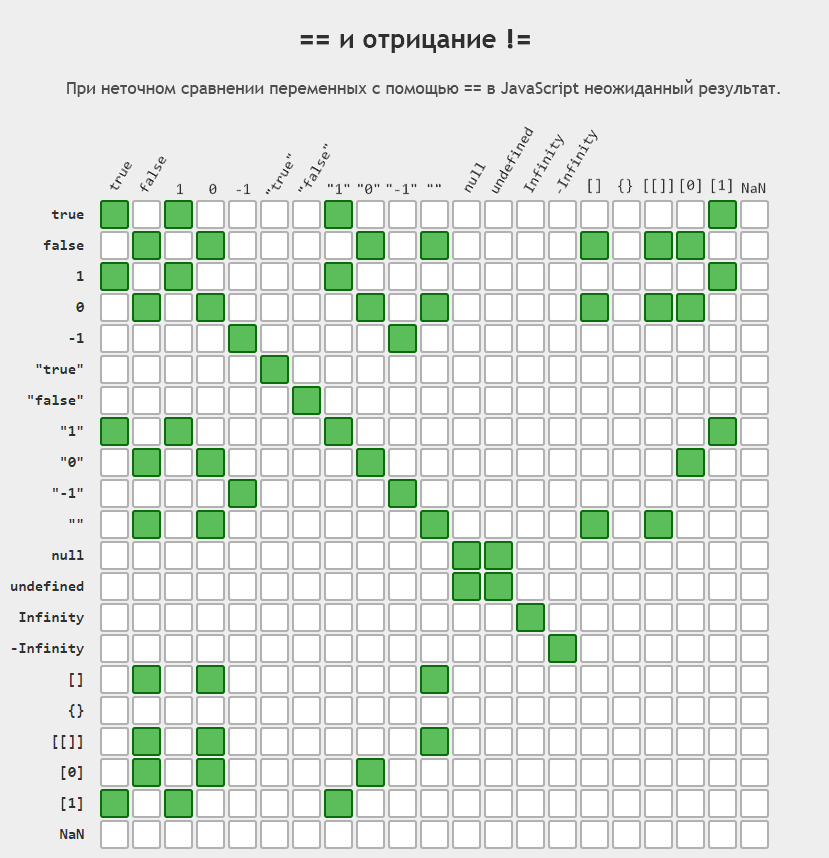 == и отрицание !=
При неточном сравнении переменных с помощью == в JavaScript неожиданный результат.
true false 1 0 -1 "true" "false" "1" "0" "-1" "" null undefined Infinity -Infinity [] {} [[]] [0] [1] NaN
true
false
1
0
-1
"true"
"false"
"1"
"0"
"-1"
""
null
undefined
Infinity
-Infinity
[]
{}
[[]]
[0]
[1]
NaN